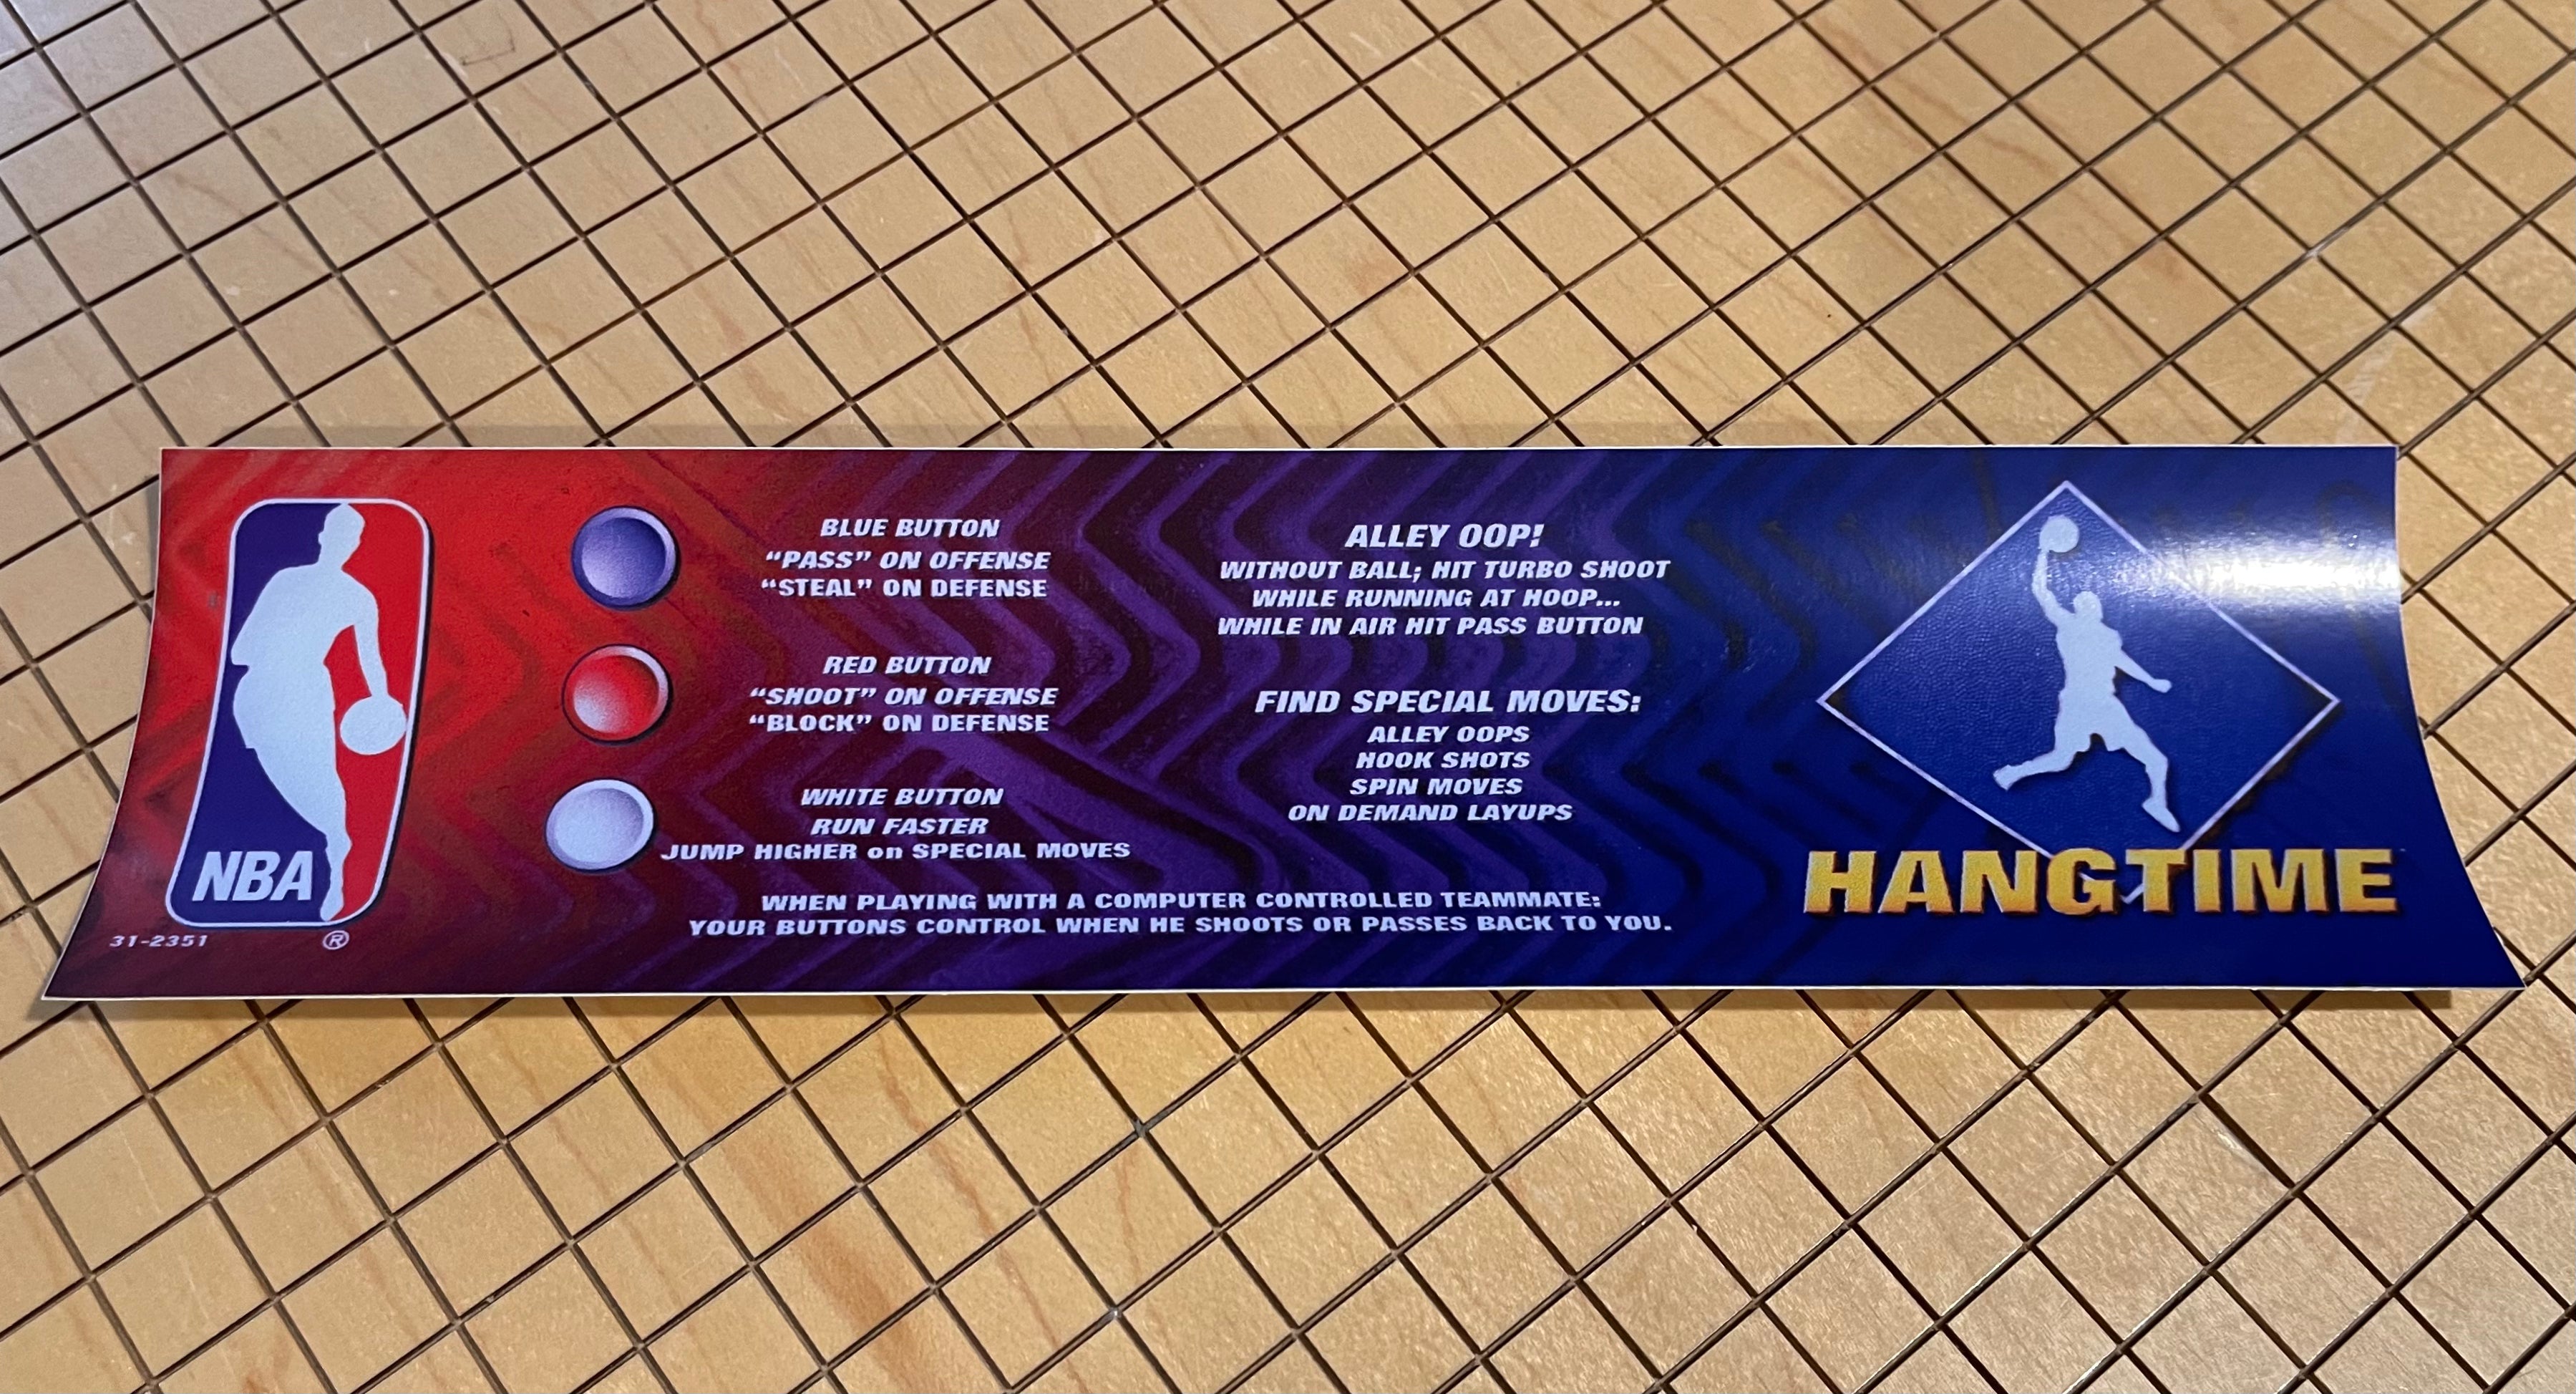 NBA
31-2351
®
BLUE BUTTON
“PASS” ON OFFENSE
“STEAL” ON DEFENSE
RED BUTTON
“SHOOT” ON OFFENSE
“BLOCK” ON DEFENSE
WHITE BUTTON
RUN FASTER
JUMP HIGHER on SPECIAL MOVES
ALLEY OOP!
WITHOUT BALL; HIT TURBO SHOOT
WHILE RUNNING AT HOOP...
WHILE IN AIR HIT PASS BUTTON
FIND SPECIAL MOVES:
ALLEY OOPS
HOOK SHOTS
SPIN MOVES
ON DEMAND LAYUPS
WHEN PLAYING WITH A COMPUTER CONTROLLED TEAMMATE:
YOUR BUTTONS CONTROL WHEN HE SHOOTS OR PASSES BACK TO YOU.
HANGTIME